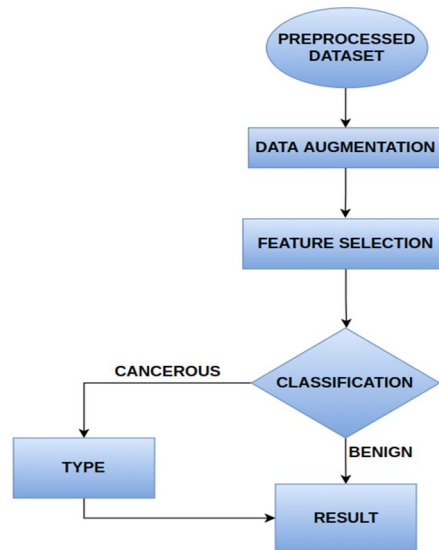 PREPROCESSED
DATASET
DATA AUGMENTATION
FEATURE SELECTION
CLASSIFICATION
CANCEROUS
BENIGN
TYPE
RESULT